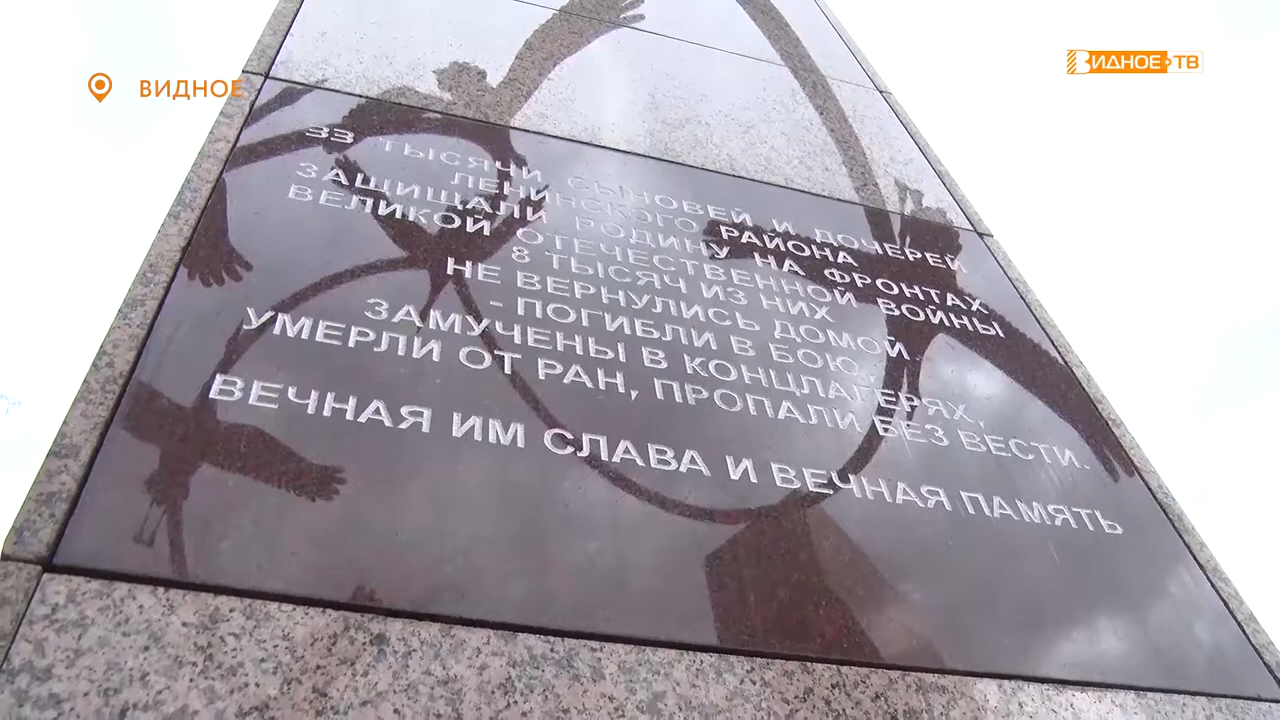 ВИДНОЕ
ВИДНОЕ ТВ
33 ТЫСЯЧИ СЫНОВЕЙ И ДОЧЕРЕЙ
ЛЕНИНСКОГО РАЙОНА
ЗАЩИЩАЛИ РОДИНУ НА ФРОНТАХ
ВЕЛИКОЙ ОТЕЧЕСТВЕННОЙ ВОЙНЫ
8 ТЫСЯЧ ИЗ НИХ
НЕ ВЕРНУЛИСЬ ДОМОЙ
- ПОГИБЛИ В БОЮ,
ЗАМУЧЕНЫ В КОНЦЛАГЕРЯХ,
УМЕРЛИ ОТ РАН, ПРОПАЛИ БЕЗ ВЕСТИ.
ВЕЧНАЯ ИМ СЛАВА И ВЕЧНАЯ ПАМЯТЬ